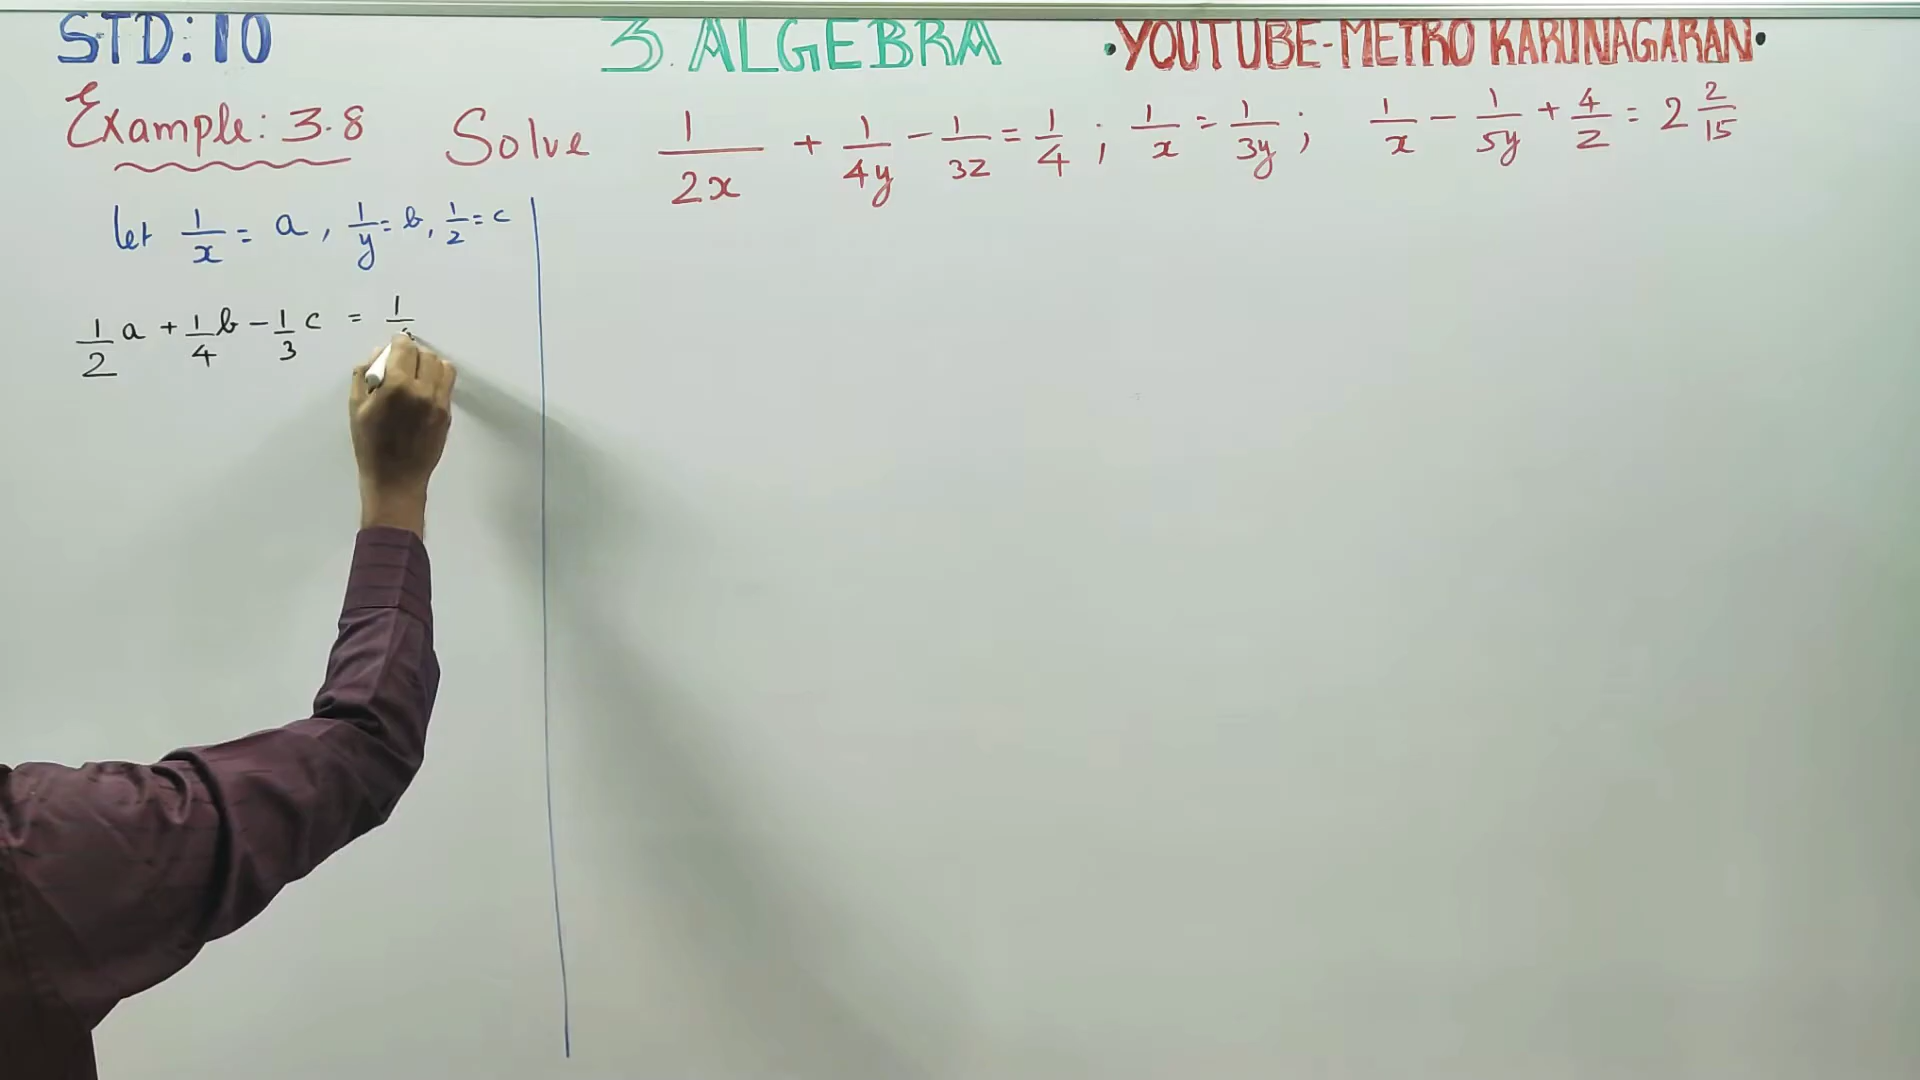 STD: 10 3. ALGEBRA •YOUTUBE-METRO KARUNAGARAN•
Example: 3.8 Solve 1/2x + 1/4y - 1/3z = 1/4 ; 1/x = 1/3y ; 1/x - 1/5y + 4/z = 2 2/15
let 1/x = a, 1/y = b, 1/z = c
1/2 a + 1/4 b - 1/3 c = 1/